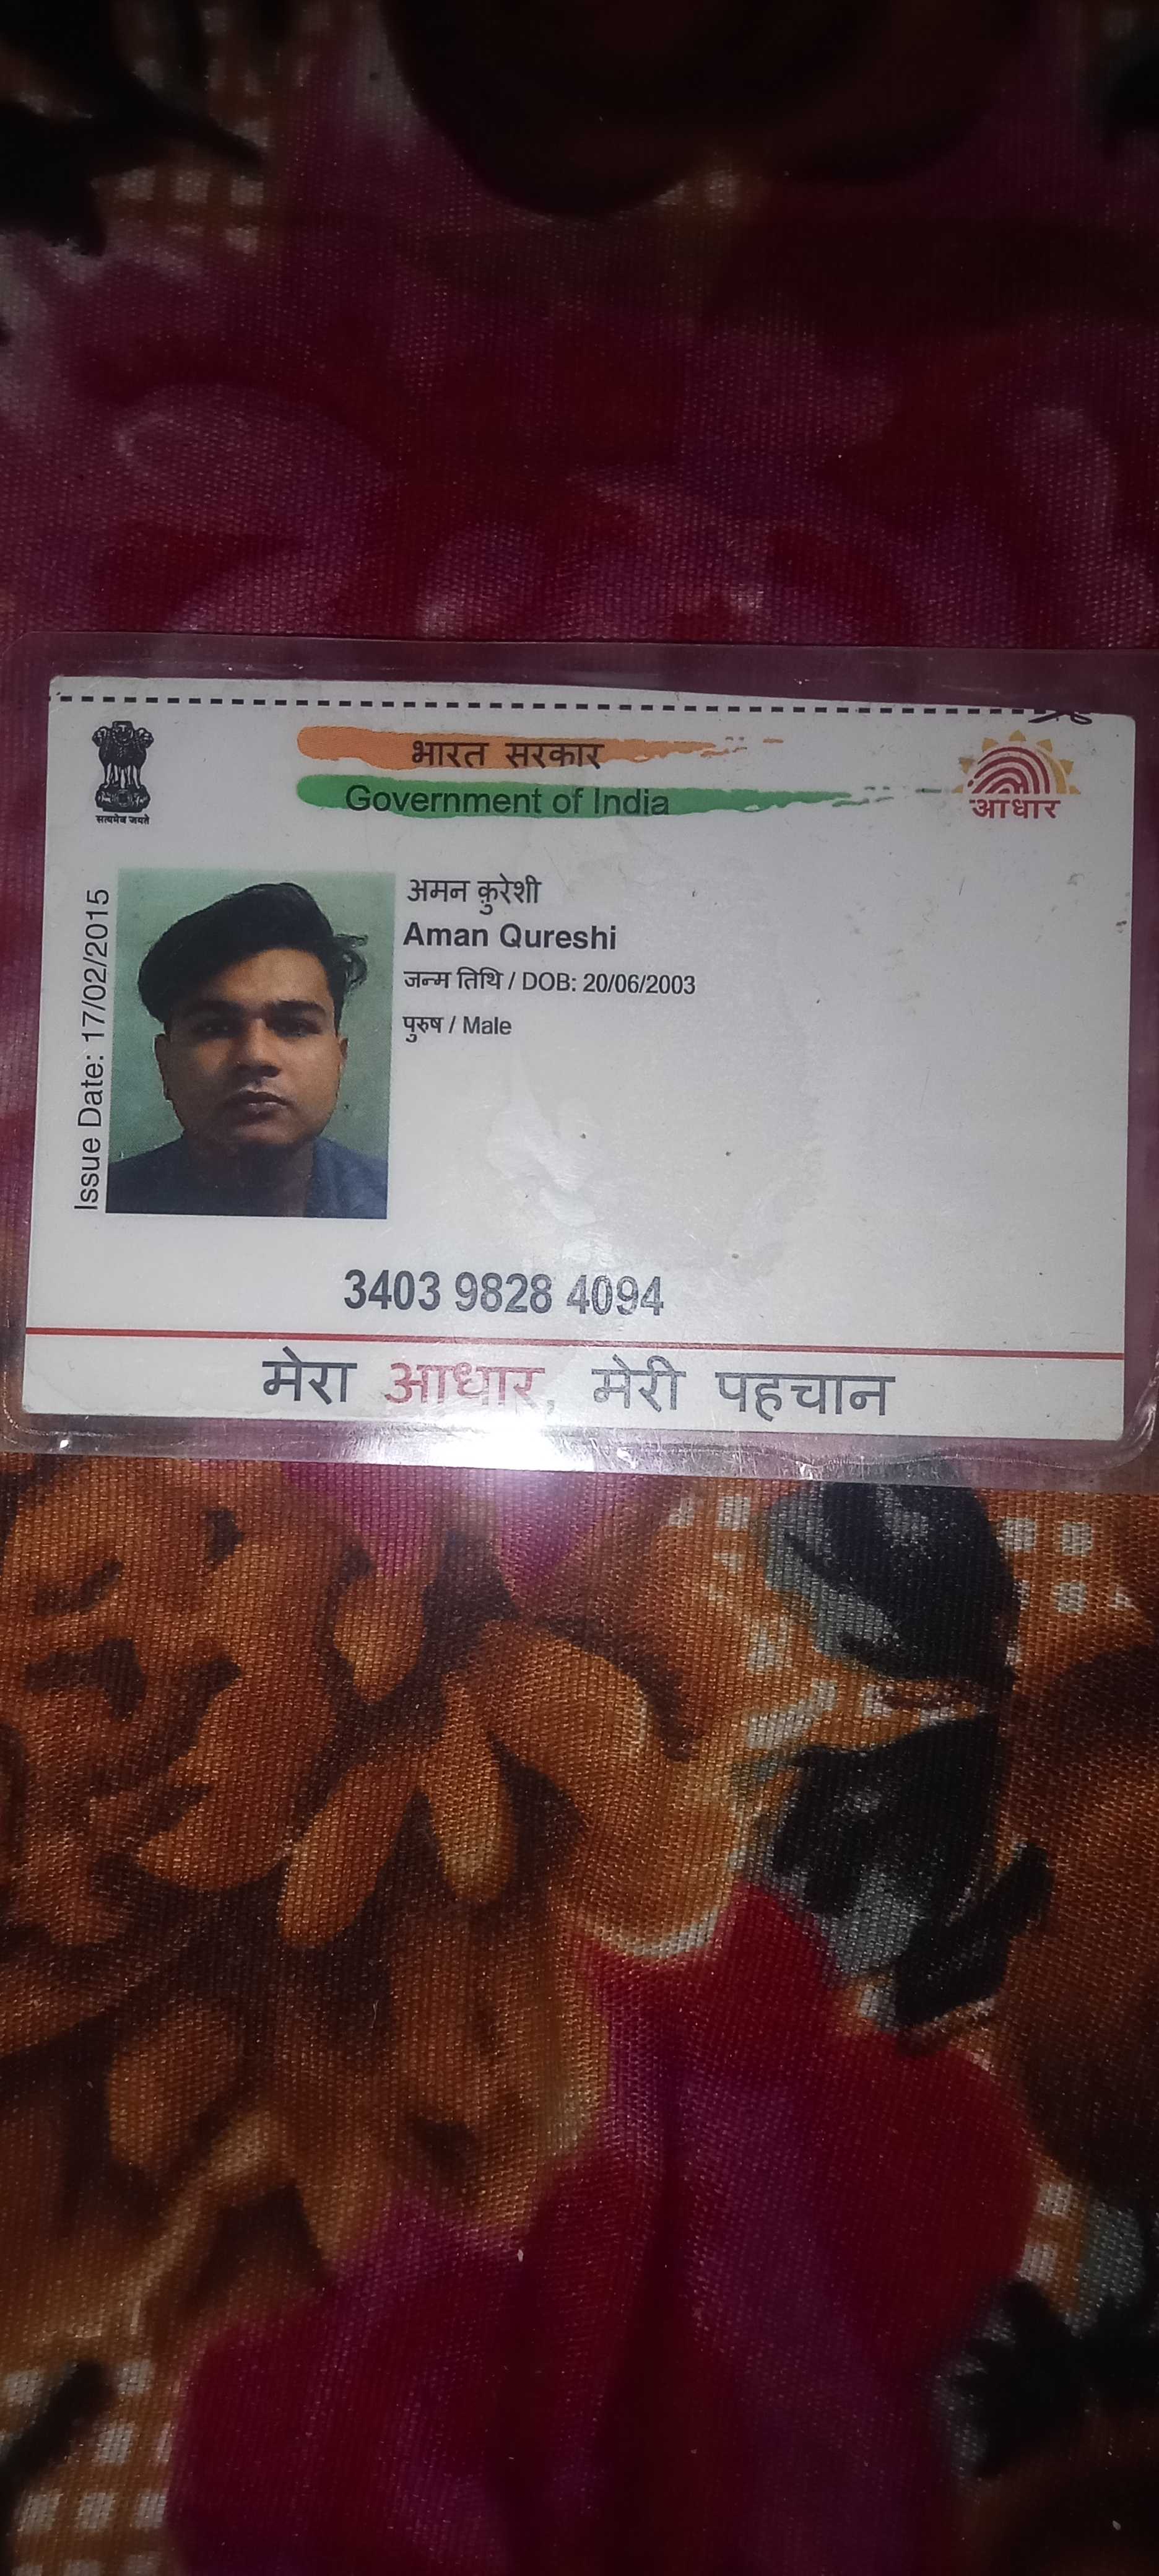 भारत सरकार
Government of India
सत्यमेव जयते
आधार
Issue Date: 17/02/2015
अमन क़ुरेशी
Aman Qureshi
जन्म तिथि / DOB: 20/06/2003
पुरुष / Male
3403 9828 4094
मेरा आधार, मेरी पहचान